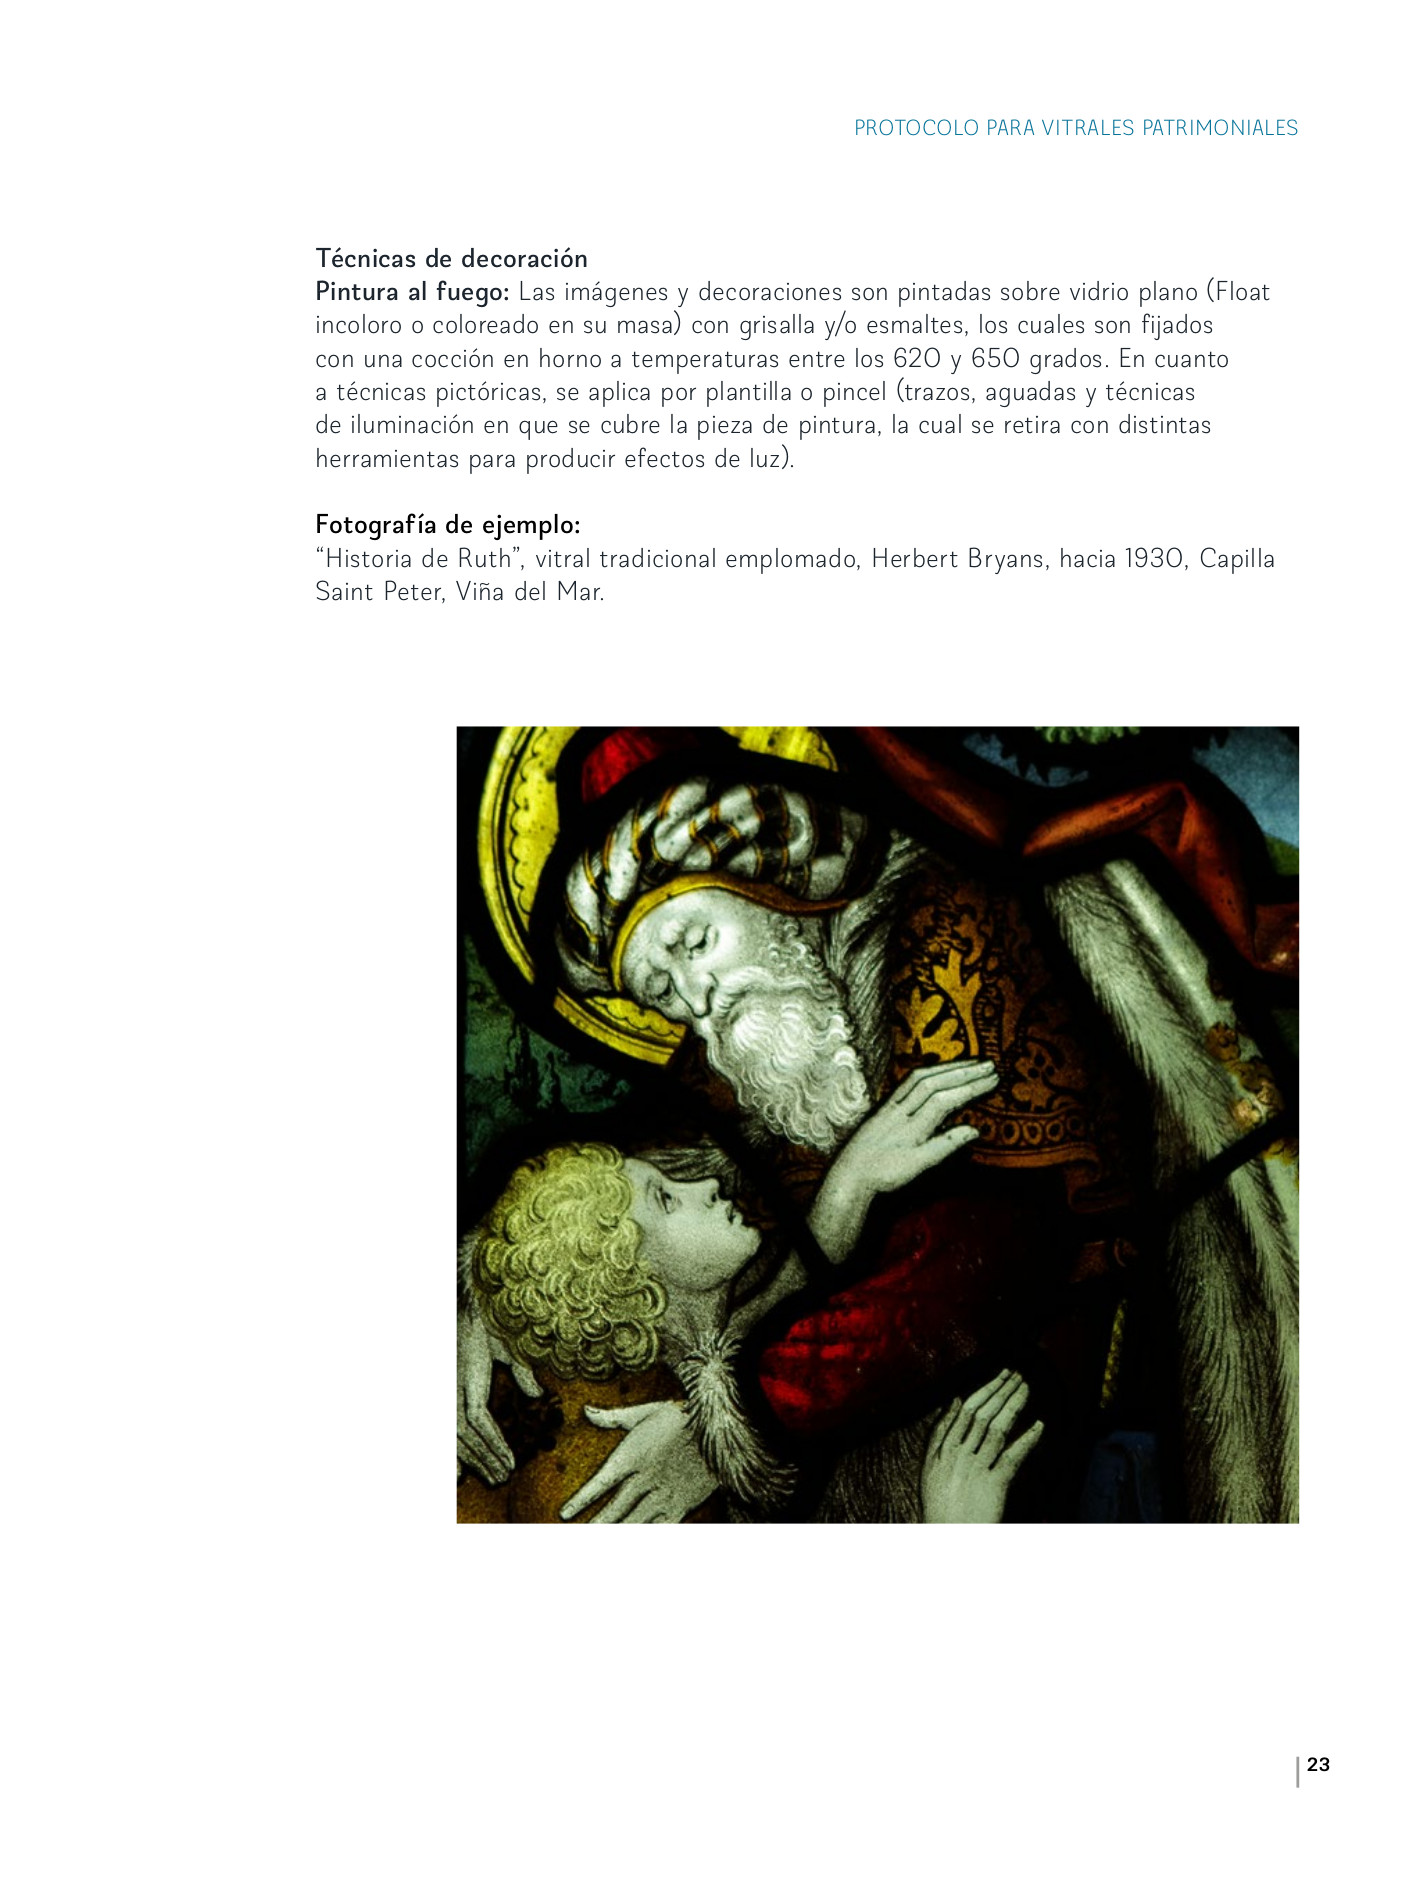 PROTOCOLO PARA VITRALES PATRIMONIALES
Técnicas de decoración
Pintura al fuego: Las imágenes y decoraciones son pintadas sobre vidrio plano (Float
incoloro o coloreado en su masa) con grisalla y/o esmaltes, los cuales son fijados
con una cocción en horno a temperaturas entre los 620 y 650 grados. En cuanto
a técnicas pictóricas, se aplica por plantilla o pincel (trazos, aguadas y técnicas
de iluminación en que se cubre la pieza de pintura, la cual se retira con distintas
herramientas para producir efectos de luz).
Fotografía de ejemplo:
“Historia de Ruth”, vitral tradicional emplomado, Herbert Bryans, hacia 1930, Capilla
Saint Peter, Viña del Mar.
23